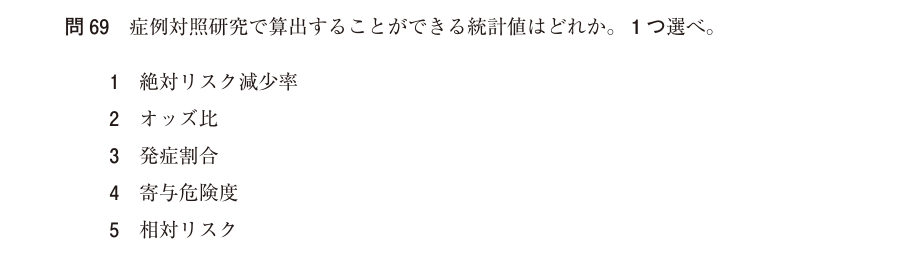 問 69 症例対照研究で算出することができる統計値はどれか。1つ選べ。
1 絶対リスク減少率
2 オッズ比
3 発症割合
4 寄与危険度
5 相対リスク